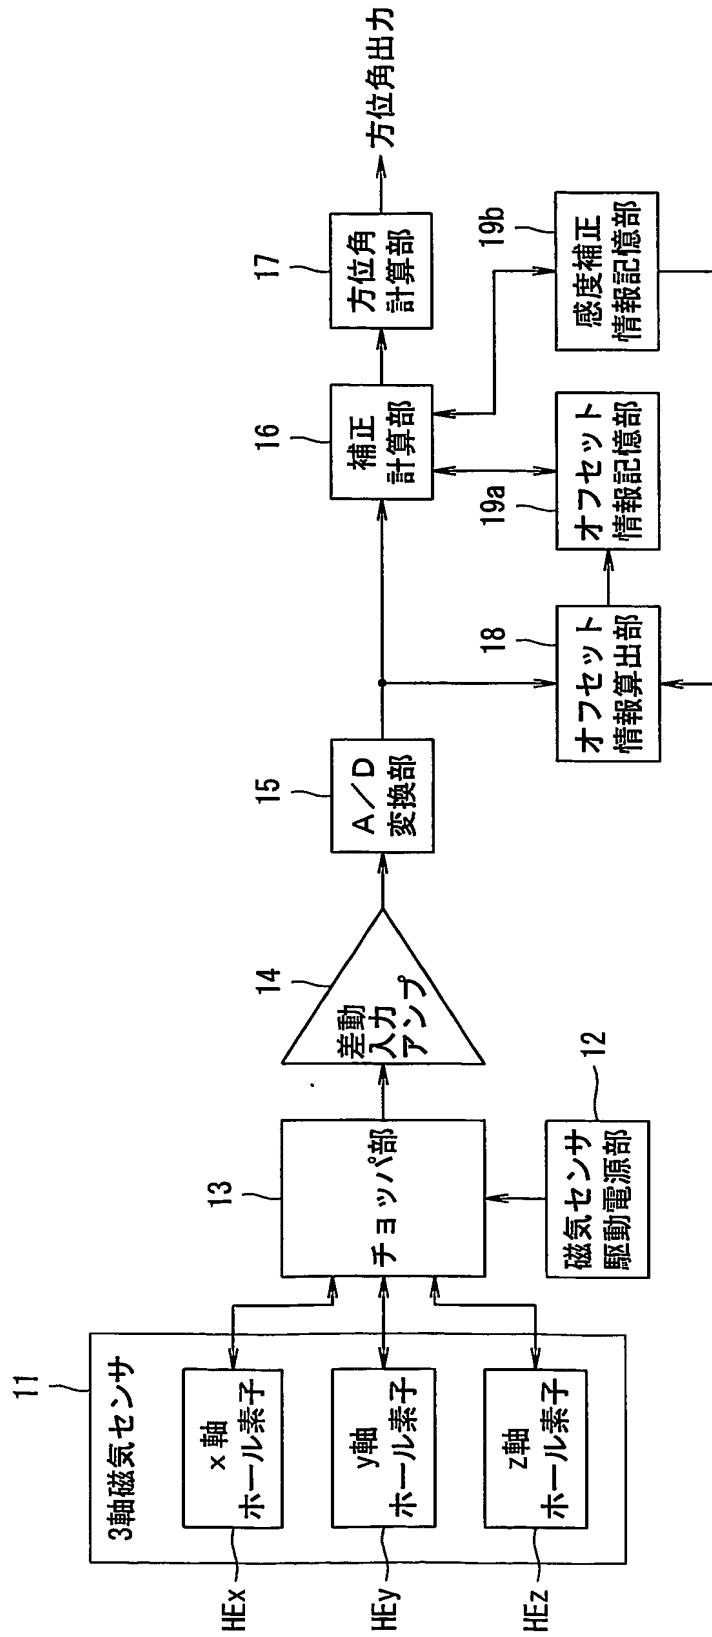 11
3軸磁気センサ
HEx
x軸
ホール素子
HEy
y軸
ホール素子
HEz
z軸
ホール素子
13
チョッパ部
12
磁気センサ
駆動電源部
14
差動
入力
アンプ
15
A/D
変換部
16
補正
計算部
17
方位角
計算部
方位角出力
18
オフセット
情報算出部
19a
オフセット
情報記憶部
19b
感度補正
情報記憶部